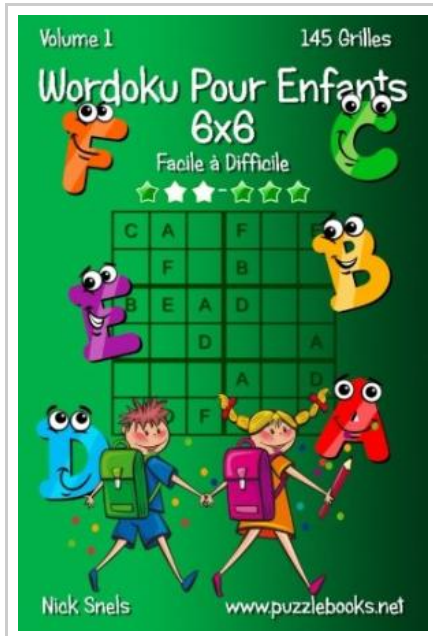 Volume 1 145 Grilles
Wordoku Pour Enfants
6x6
Facile à Difficile
F C
C A F
F B
B
B E A D
E
D A
A D
F
D A
Nick Snels www.puzzlebooks.net